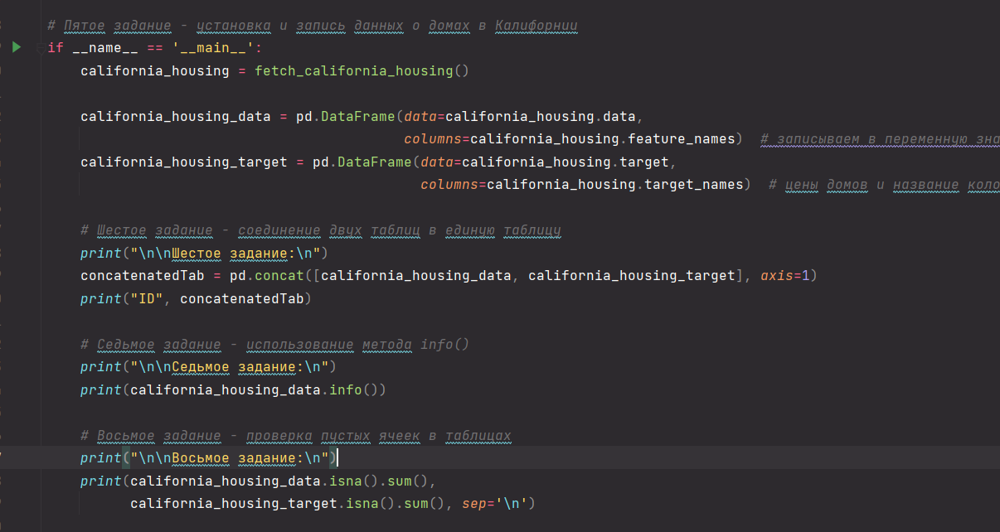 # Пятое задание - установка и запись данных о домах в Калифорнии
if __name__ == '__main__':
california_housing = fetch_california_housing()
california_housing_data = pd.DataFrame(data=california_housing.data,
columns=california_housing.feature_names)  # записываем в переменную
california_housing_target = pd.DataFrame(data=california_housing.target,
columns=california_housing.target_names)  # цены домов и название
# Шестое задание - соединение двух таблиц в единую таблицу
print("\n\nШестое задание:\n")
concatenatedTab = pd.concat([california_housing_data, california_housing_target], axis=1)
print("ID", concatenatedTab)
# Седьмое задание - использование метода info()
print("\n\nСедьмое задание:\n")
print(california_housing_data.info())
# Восьмое задание - проверка пустых ячеек в таблицах
print("\n\nВосьмое задание:\n")
print(california_housing_data.isna().sum(),
california_housing_target.isna().sum(), sep='\n')